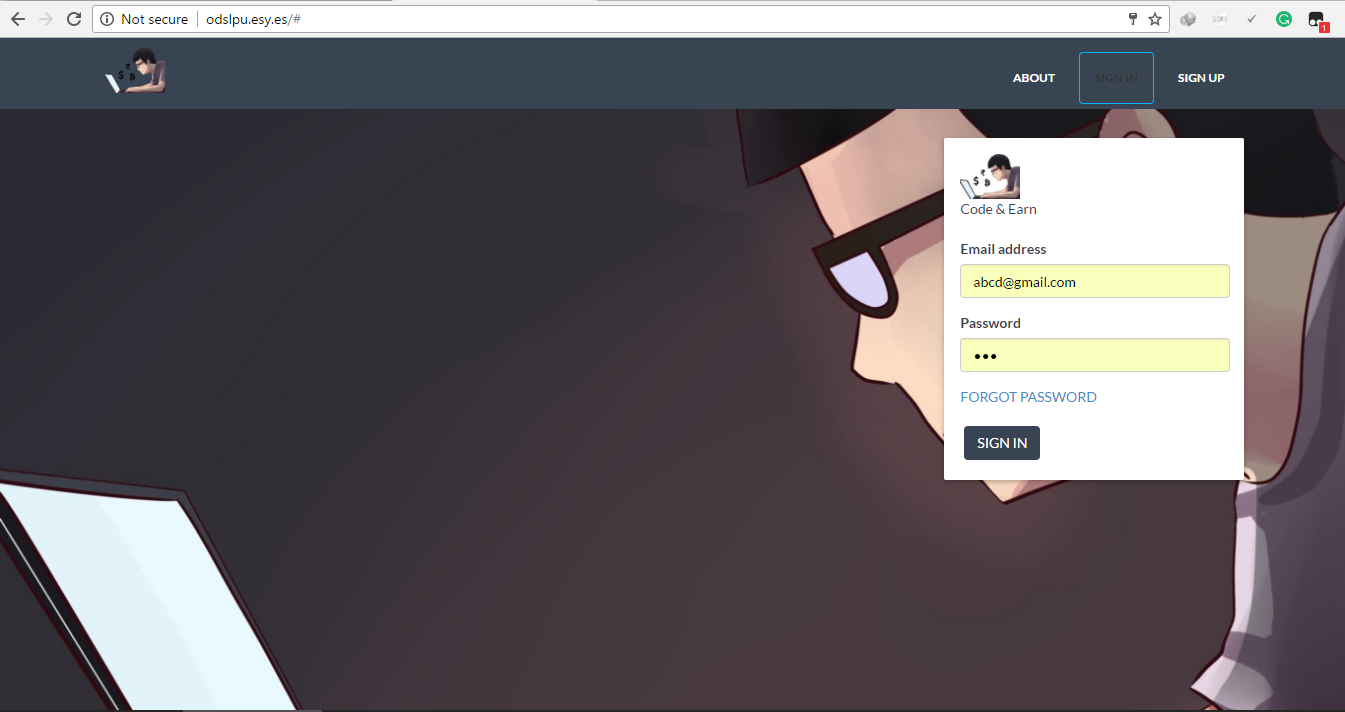 Not secure | odslpu.esy.es/#
1
ABOUT
SIGN IN
SIGN UP
$ ₹ B
$ ₹ B
Code & Earn
Email address
abcd@gmail.com
Password
•••
FORGOT PASSWORD
SIGN IN